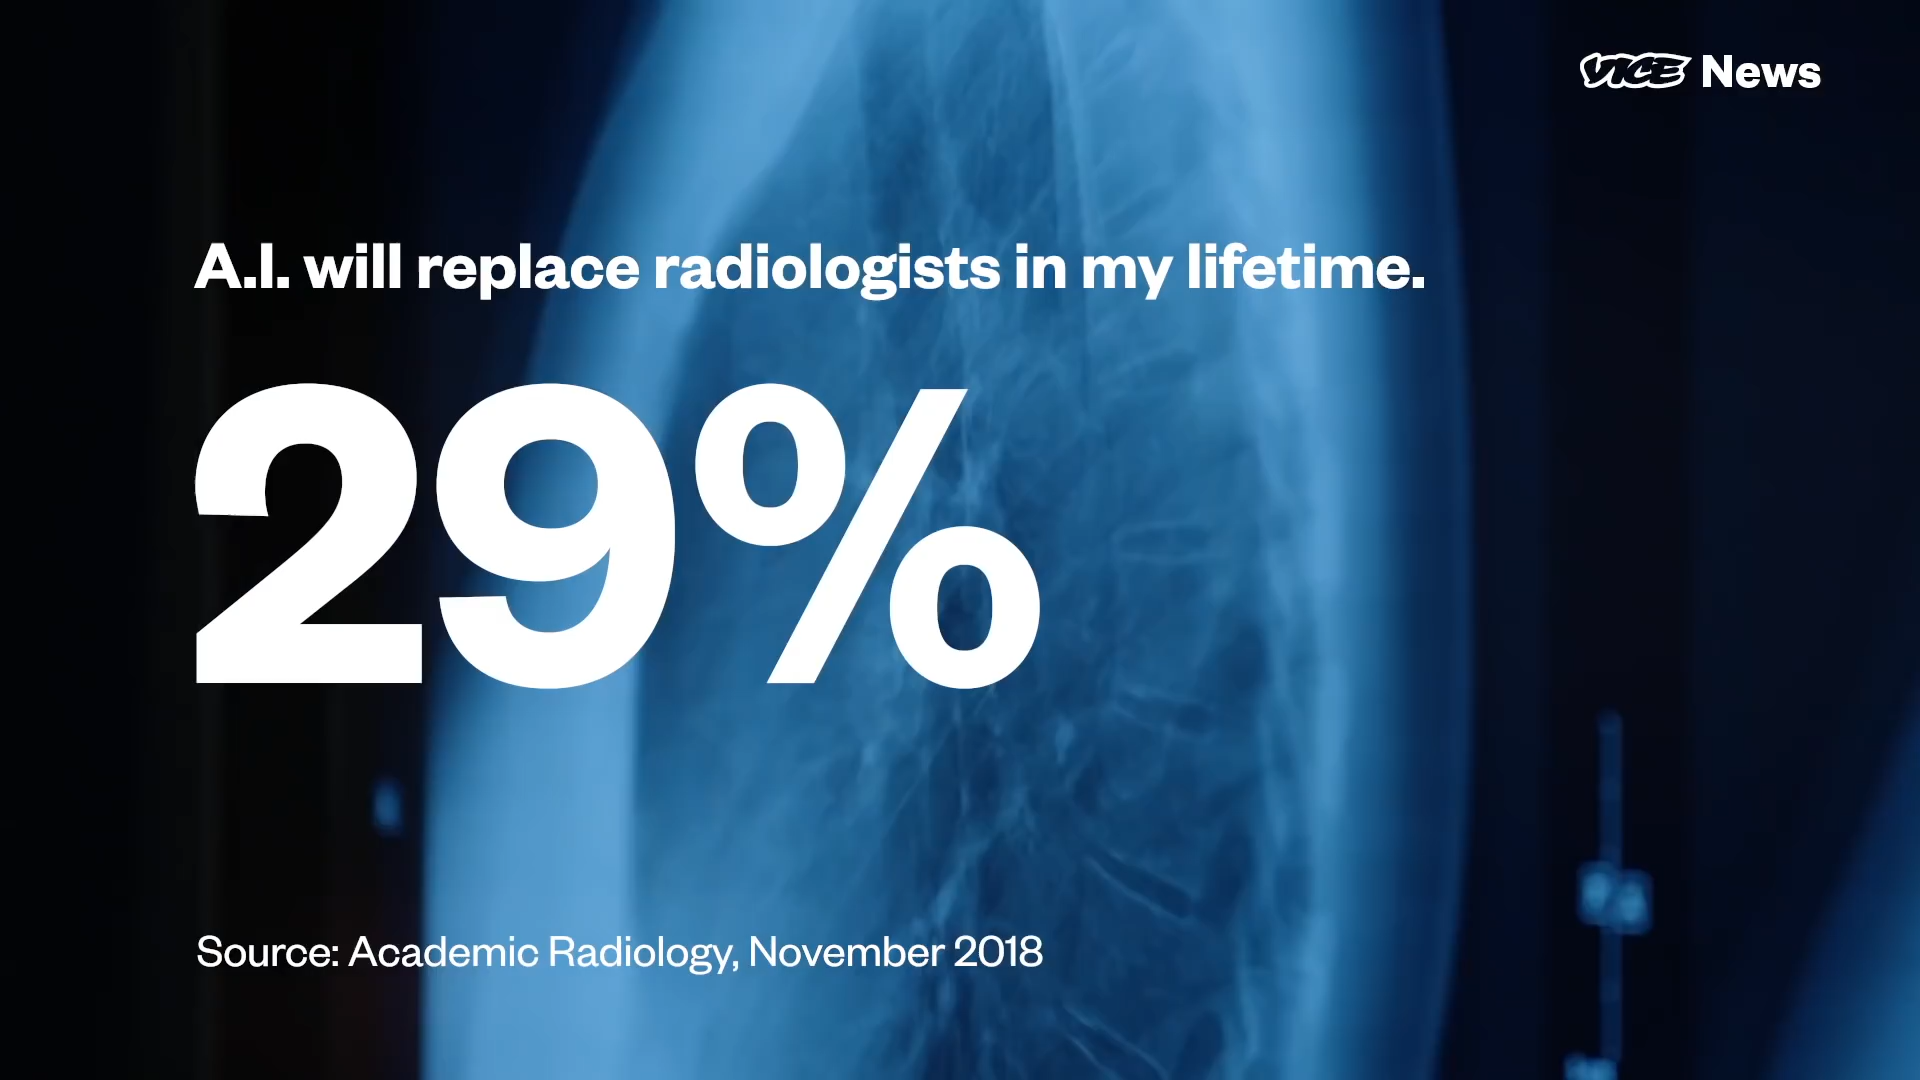 VICE News
A.I. will replace radiologists in my lifetime.
29%
Source: Academic Radiology, November 2018